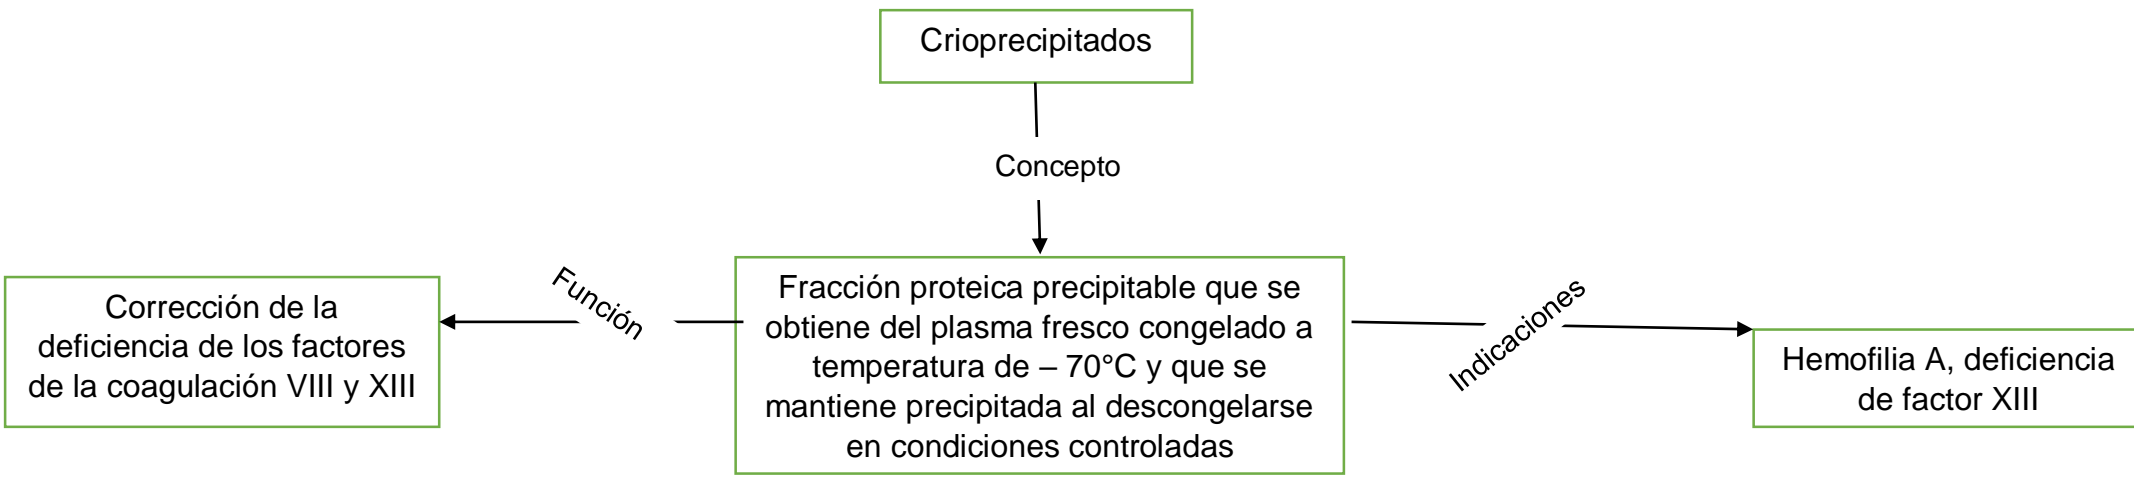 Crioprecipitados
Concepto
Función
Corrección de la
deficiencia de los factores
de la coagulación VIII y XIII
Fracción proteica precipitable que se
obtiene del plasma fresco congelado a
temperatura de – 70°C y que se
mantiene precipitada al descongelarse
en condiciones controladas
Indicaciones
Hemofilia A, deficiencia
de factor XIII